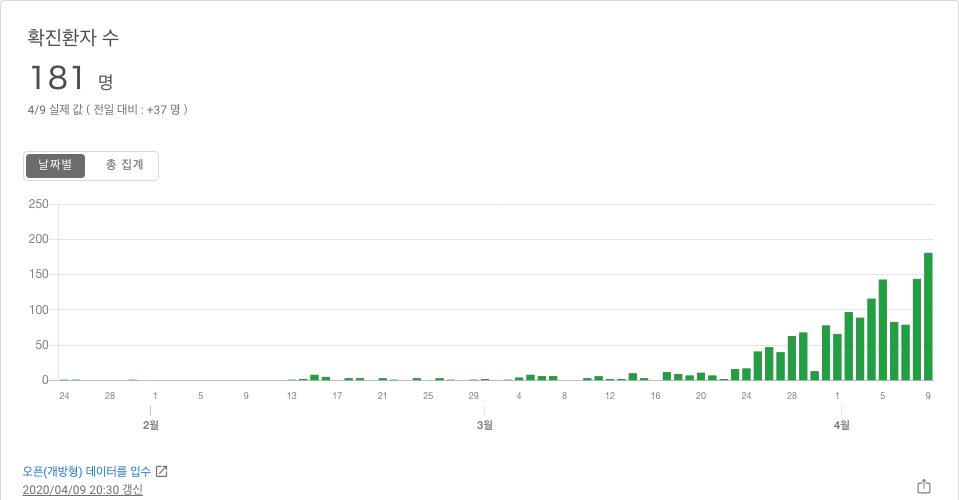 확진환자 수
181 명
4/9 실제 값 ( 전일 대비 : +37 명 )
날짜별 총 집계
250
200
150
100
50
0
24 28 1 5 9 13 17 21 25 29 4 8 12 16 20 24 28 1 5 9
2월 3월 4월
오픈(개방형) 데이터를 입수
2020/04/09 20:30 갱신